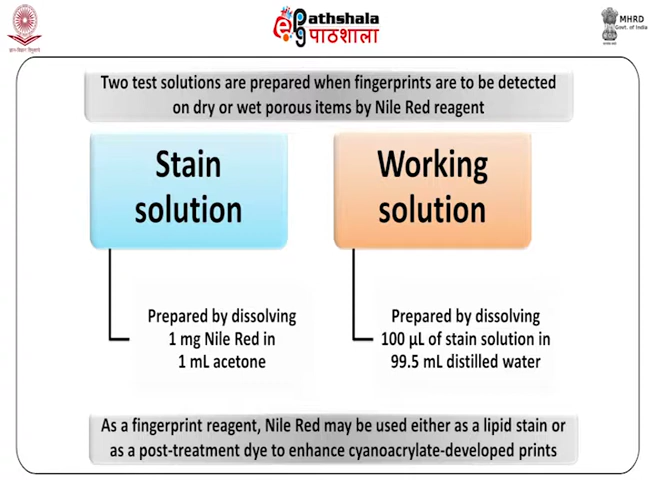 Pathshala
पाठशाला
MHRD
Govt. of India
Two test solutions are prepared when fingerprints are to be detected
on dry or wet porous items by Nile Red reagent
Stain
solution
Working
solution
Prepared by dissolving
1 mg Nile Red in
1 mL acetone
Prepared by dissolving
100 µL of stain solution in
99.5 mL distilled water
As a fingerprint reagent, Nile Red may be used either as a lipid stain or
as a post-treatment dye to enhance cyanoacrylate-developed prints